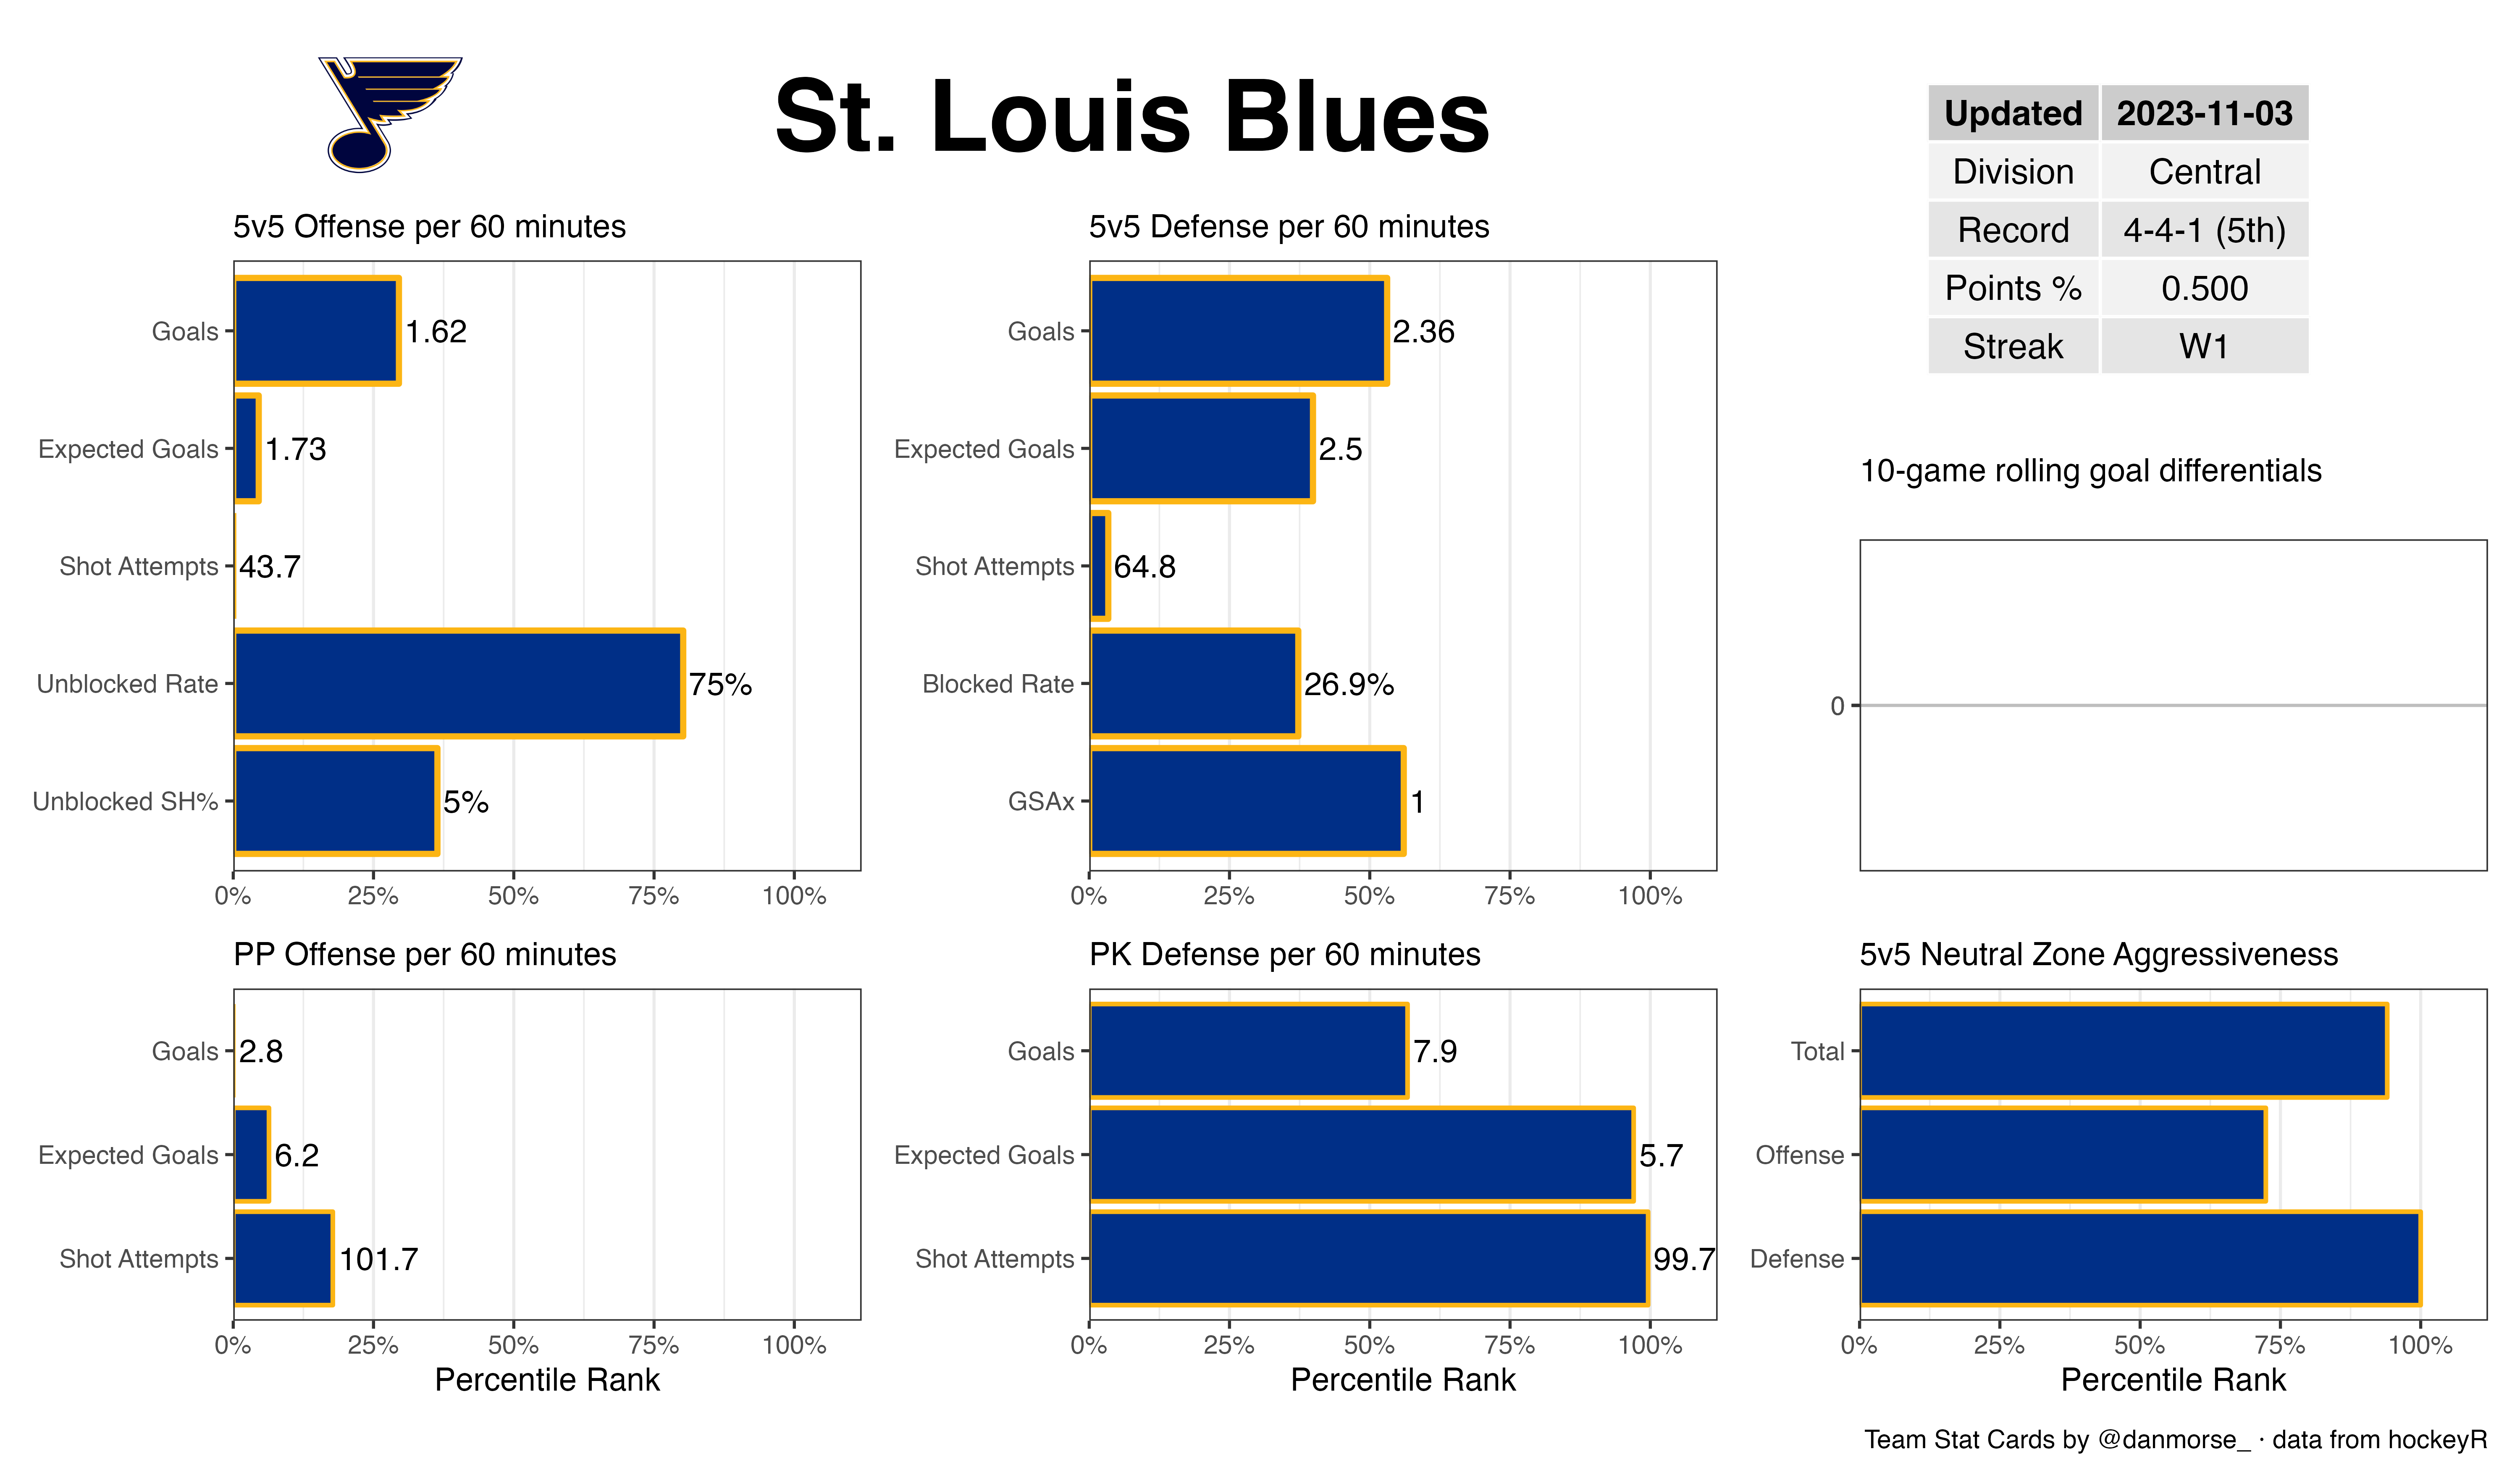 St. Louis Blues
Updated 2023-11-03
Division Central
Record 4-4-1 (5th)
Points % 0.500
Streak W1
5v5 Offense per 60 minutes
Goals 1.62
Expected Goals 1.73
Shot Attempts 43.7
Unblocked Rate 75%
Unblocked SH% 5%
0% 25% 50% 75% 100%
5v5 Defense per 60 minutes
Goals 2.36
Expected Goals 2.5
Shot Attempts 64.8
Blocked Rate 26.9%
GSAx 1
0% 25% 50% 75% 100%
10-game rolling goal differentials
0
PP Offense per 60 minutes
Goals 2.8
Expected Goals 6.2
Shot Attempts 101.7
0% 25% 50% 75% 100%
Percentile Rank
PK Defense per 60 minutes
Goals 7.9
Expected Goals 5.7
Shot Attempts 99.7
0% 25% 50% 75% 100%
Percentile Rank
5v5 Neutral Zone Aggressiveness
Total
Offense
Defense
0% 25% 50% 75% 100%
Percentile Rank
Team Stat Cards by @danmorse_ · data from hockeyR